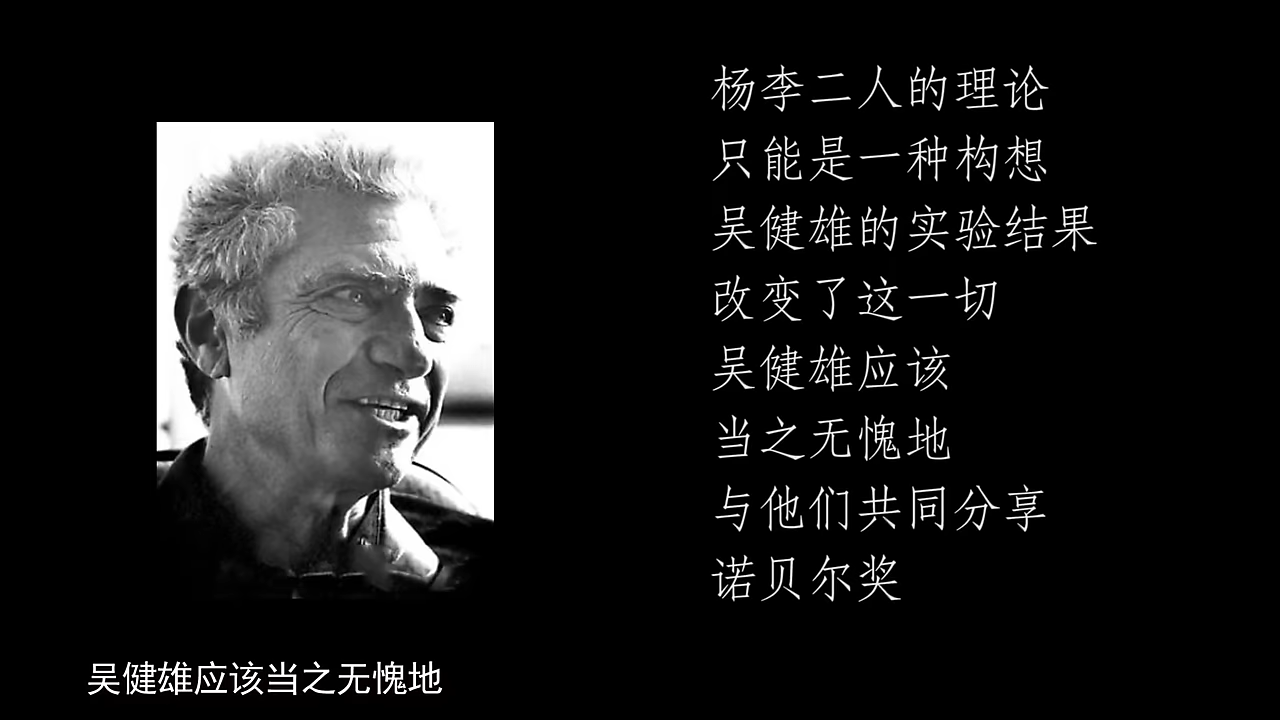 杨李二人的理论
只能是一种构想
吴健雄的实验结果
改变了这一切
吴健雄应该
当之无愧地
与他们共同分享
诺贝尔奖
吴健雄应该当之无愧地